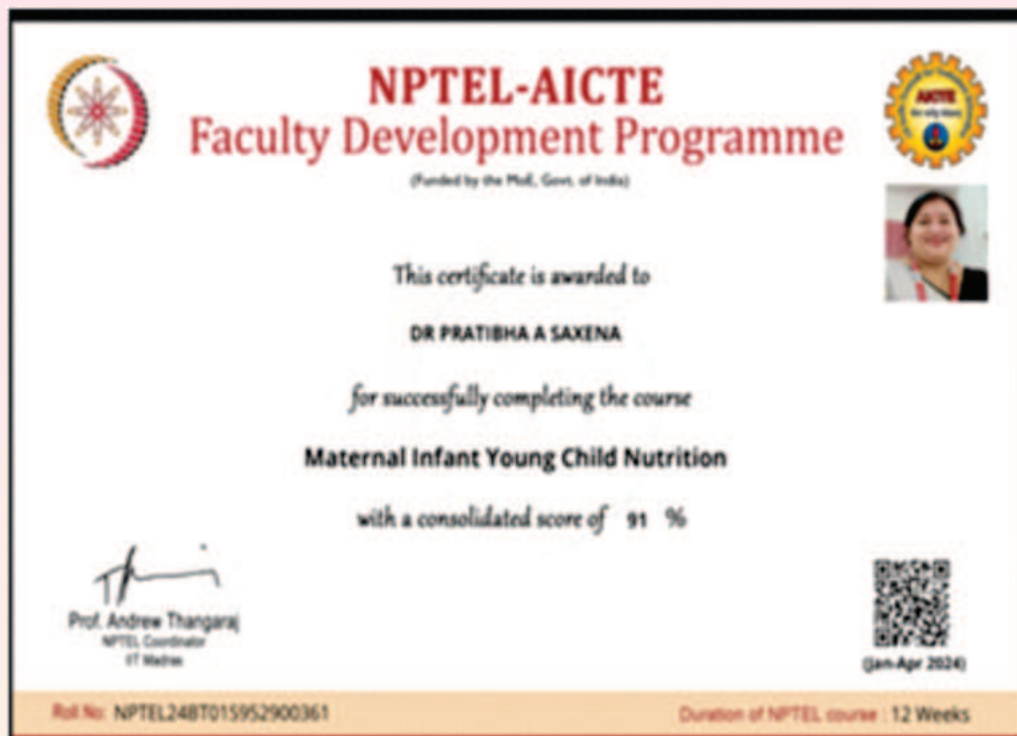 NPTEL-AICTE
Faculty Development Programme
(Funded by the MoE, Govt. of India)
AICTE
This certificate is awarded to
DR PRATIBHA A SAXENA
for successfully completing the course
Maternal Infant Young Child Nutrition
with a consolidated score of 91 %
Prof. Andrew Thangaraj
NPTEL Coordinator
IIT Madras
(Jan-Apr 2024)
Roll No: NPTEL24BT015952900361
Duration of NPTEL course : 12 Weeks